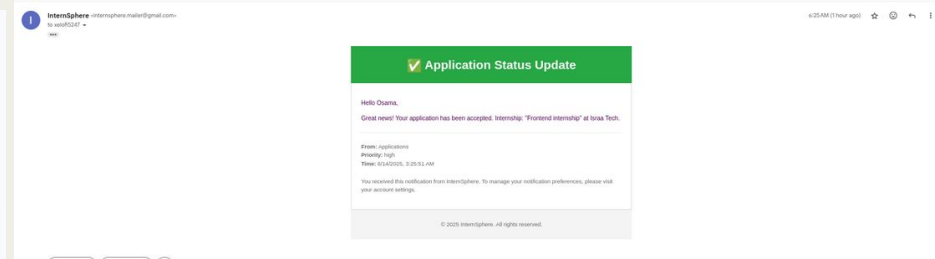 InternSphere <internsphere.mailer@gmail.com>
6:25 AM (1 hour ago)
to xelofi5247
I
✅ Application Status Update
Hello Osama,
Great news! Your application has been accepted. Internship: "Frontend internship" at Israa Tech.
From: Applications
Priority: high
Time: 6/14/2025, 3:25:51 AM
You received this notification from InternSphere. To manage your notification preferences, please visit
your account settings.
© 2025 InternSphere. All rights reserved.